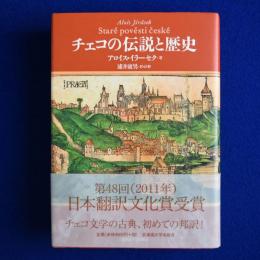 Alois Jirásek
Staré pověsti české
チェコの伝説と歴史
アロイス・イラーセク 著
浦井康男 訳・註解
PRAGA
第48回(2011年)
日本翻訳文化賞受賞
チェコ文学の古典、初めての邦訳!